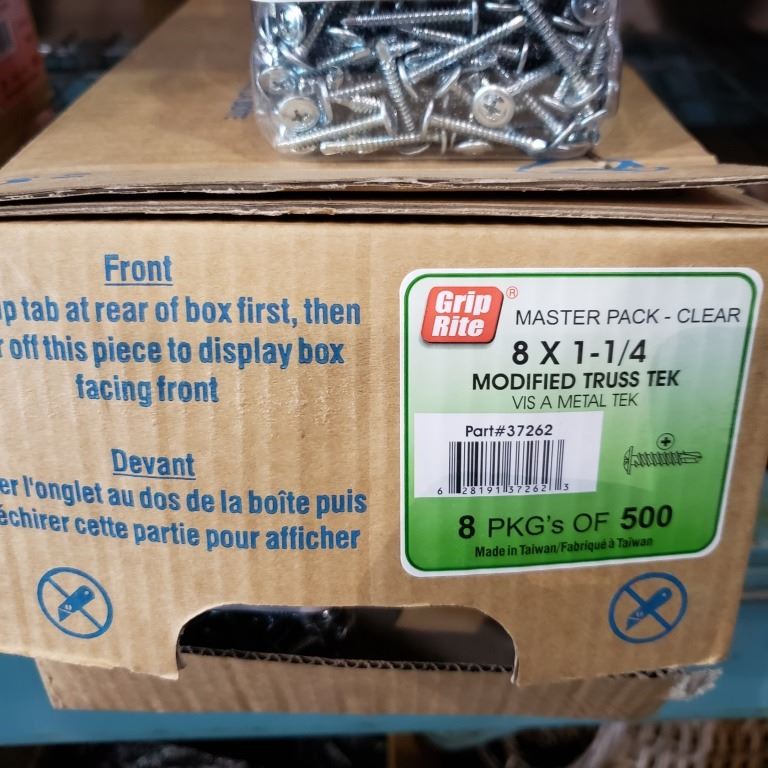 Front
tab at rear of box first, then
off this piece to display box
facing front
Devant
l'onglet au dos de la boîte puis
cette partie pour afficher
Grip
Rite
®
MASTER PACK - CLEAR
8 X 1-1/4
MODIFIED TRUSS TEK
VIS A METAL TEK
Part#37262
6 28191 37262 3
8 PKG's OF 500
Made in Taiwan/Fabriqué à Taiwan